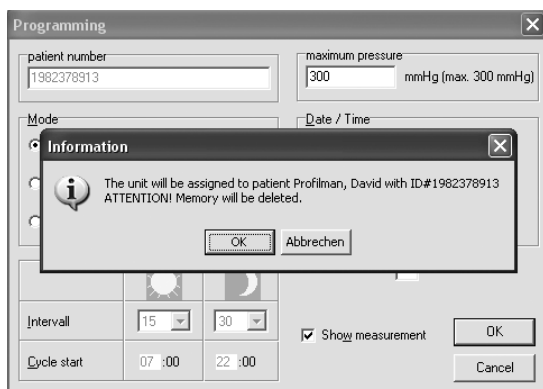 Programming
patient number
1982378913
maximum pressure
300 mmHg (max. 300 mmHg)
Mode
Date / Time
Information
The unit will be assigned to patient Profilman, David with ID#1982378913
ATTENTION! Memory will be deleted.
OK Abbrechen
Intervall 15 30
Cycle start 07 :00 22 :00
Show measurement
OK
Cancel